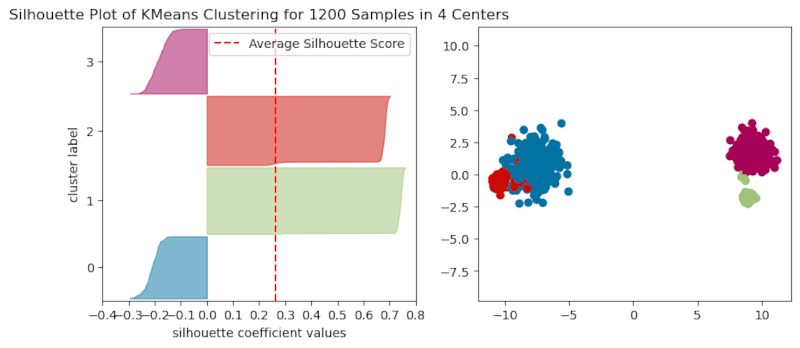 Silhouette Plot of KMeans Clustering for 1200 Samples in 4 Centers
Average Silhouette Score
cluster label
3
2
1
0
−0.4 −0.3 −0.2 −0.1 0.0 0.1 0.2 0.3 0.4 0.5 0.6 0.7 0.8
silhouette coefficient values
10.0
7.5
5.0
2.5
0.0
−2.5
−5.0
−7.5
−10 −5 0 5 10